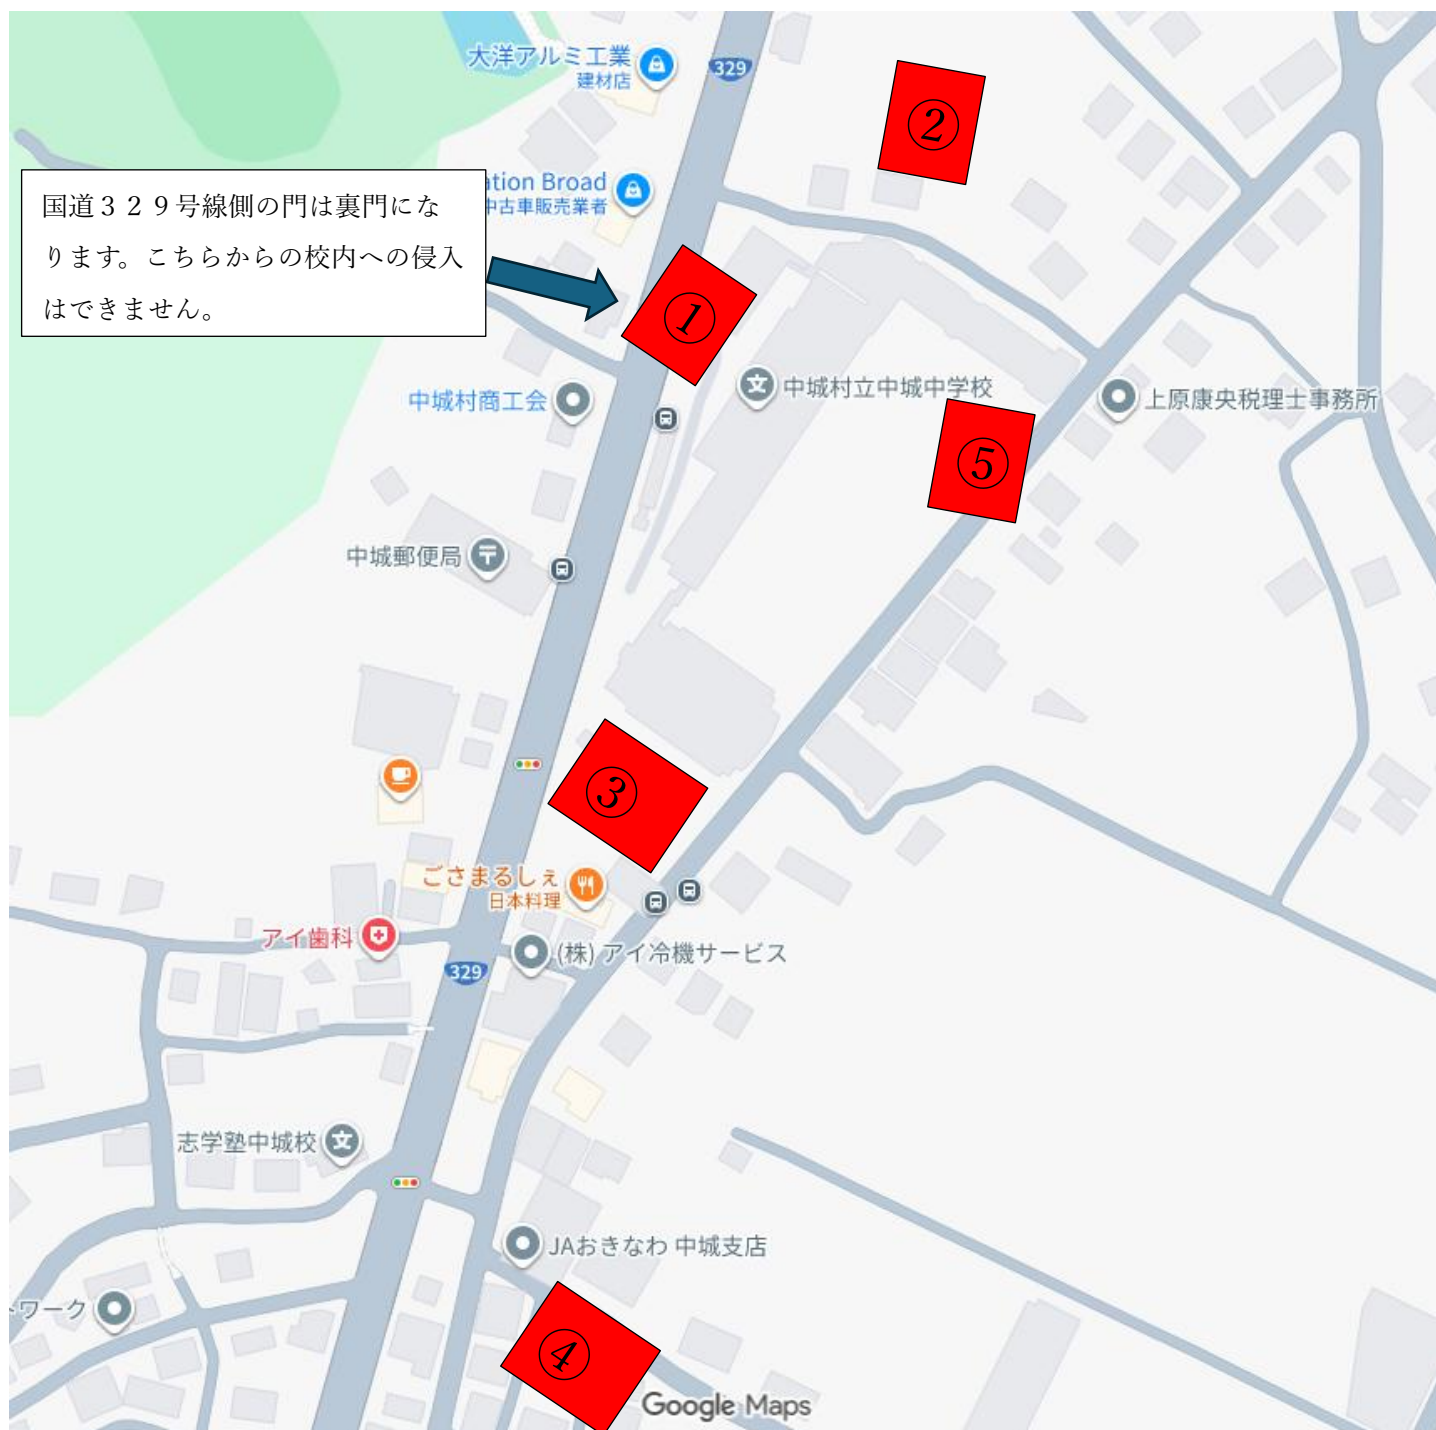 大洋アルミ工業
建材店
329
②
ation Broad
中古車販売業者
国道３２９号線側の門は裏門にな
ります。こちらからの校内への侵入
はできません。
①
中城村商工会
中城村立中城中学校
上原康央税理士事務所
⑤
中城郵便局
③
ごさまるしぇ
日本料理
アイ歯科
(株) アイ冷機サービス
329
志学塾中城校
JAおきなわ 中城支店
ワーク
④
Google Maps